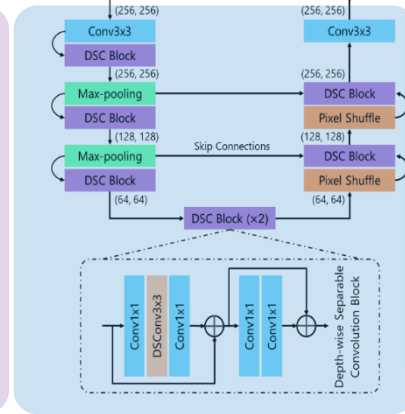 (256, 256)
(256, 256)
Conv3x3
Conv3x3
DSC Block
(256, 256)
(256, 256)
Max-pooling
DSC Block
DSC Block
Pixel Shuffle
(128, 128)
(128, 128)
Max-pooling
Skip Connections
DSC Block
DSC Block
Pixel Shuffle
(64, 64)
(64, 64)
DSC Block (×2)
Conv1x1
DSConv3x3
Conv1x1
Conv1x1
Conv1x1
Depth-wise Separable
Convolution Block